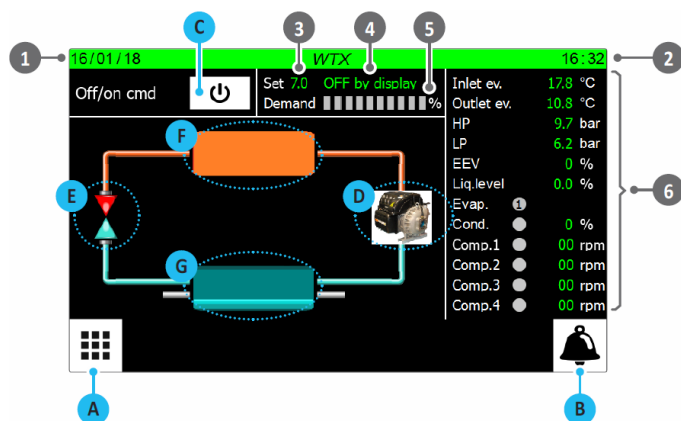 C 3 4 5
1 16/01/18 WTX 16:32 2
Off/on cmd Set 7.0 OFF by display
Demand %
Inlet ev. 17.8 °C
Outlet ev. 10.8 °C
HP 9.7 bar
LP 6.2 bar
EEV 0 %
Liq.level 0.0 %
Evap. 1
Cond. 0 %
Comp.1 00 rpm
Comp.2 00 rpm
Comp.3 00 rpm
Comp.4 00 rpm
6
F
E
D
G
A
B